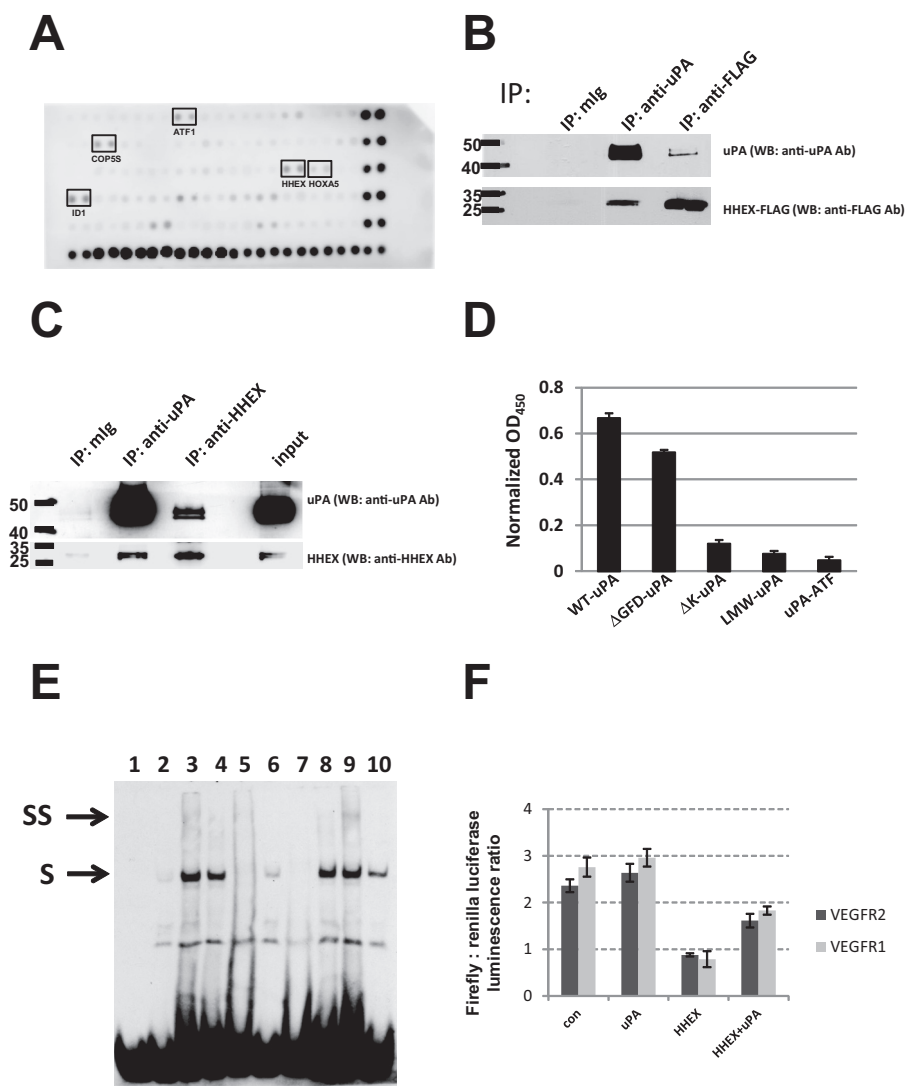 A
ATF1
COP5S
HHEX HOXA5
ID1
B
IP:
IP: mIg
IP: anti-uPA
IP: anti-FLAG
50
40
uPA (WB: anti-uPA Ab)
35
25
HHEX-FLAG (WB: anti-FLAG Ab)
C
IP: mIg
IP: anti-uPA
IP: anti-HHEX
input
50
40
uPA (WB: anti-uPA Ab)
35
25
HHEX (WB: anti-HHEX Ab)
D
Normalized OD450
0.8
0.6
0.4
0.2
0
WT-uPA
ΔGFD-uPA
ΔK-uPA
LMW-uPA
uPA-ATF
E
1 2 3 4 5 6 7 8 9 10
SS
S
F
Firefly : renilla luciferase
luminescence ratio
4
3
2
1
0
con
uPA
HHEX
HHEX+uPA
VEGFR2
VEGFR1